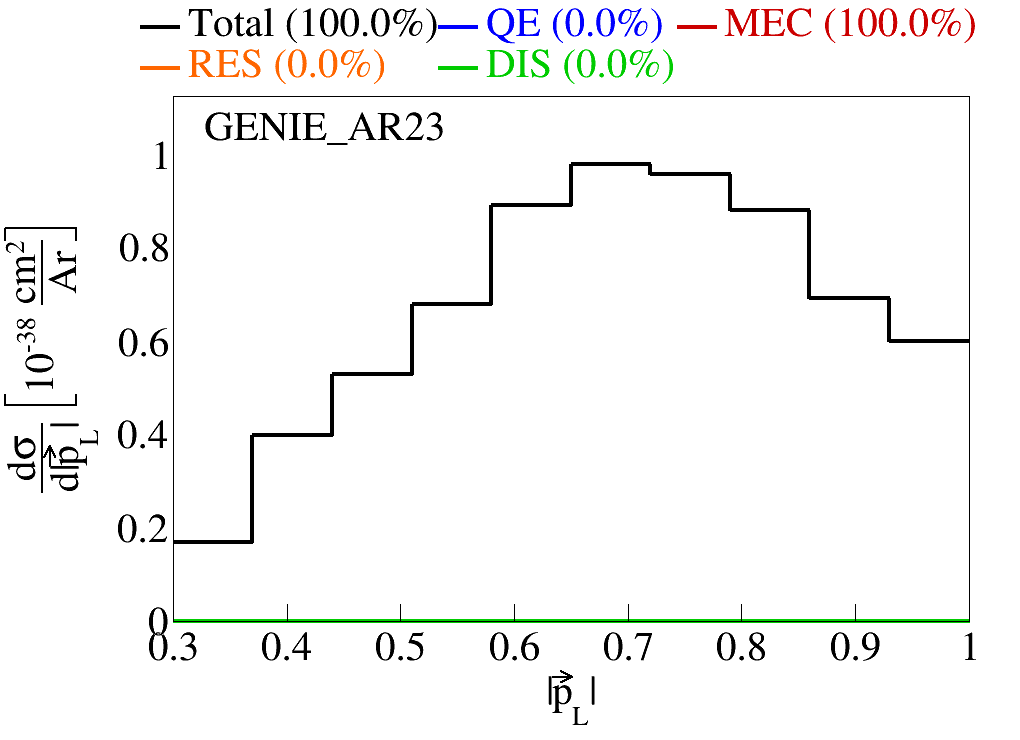 Total (100.0%) QE (0.0%) MEC (100.0%)
RES (0.0%) DIS (0.0%)
GENIE_AR23
1
0.8
0.6
0.4
0.2
0
dσ/d|p⃗_L| [10^-38 cm^2/Ar]
0.3 0.4 0.5 0.6 0.7 0.8 0.9 1
|p⃗_L|